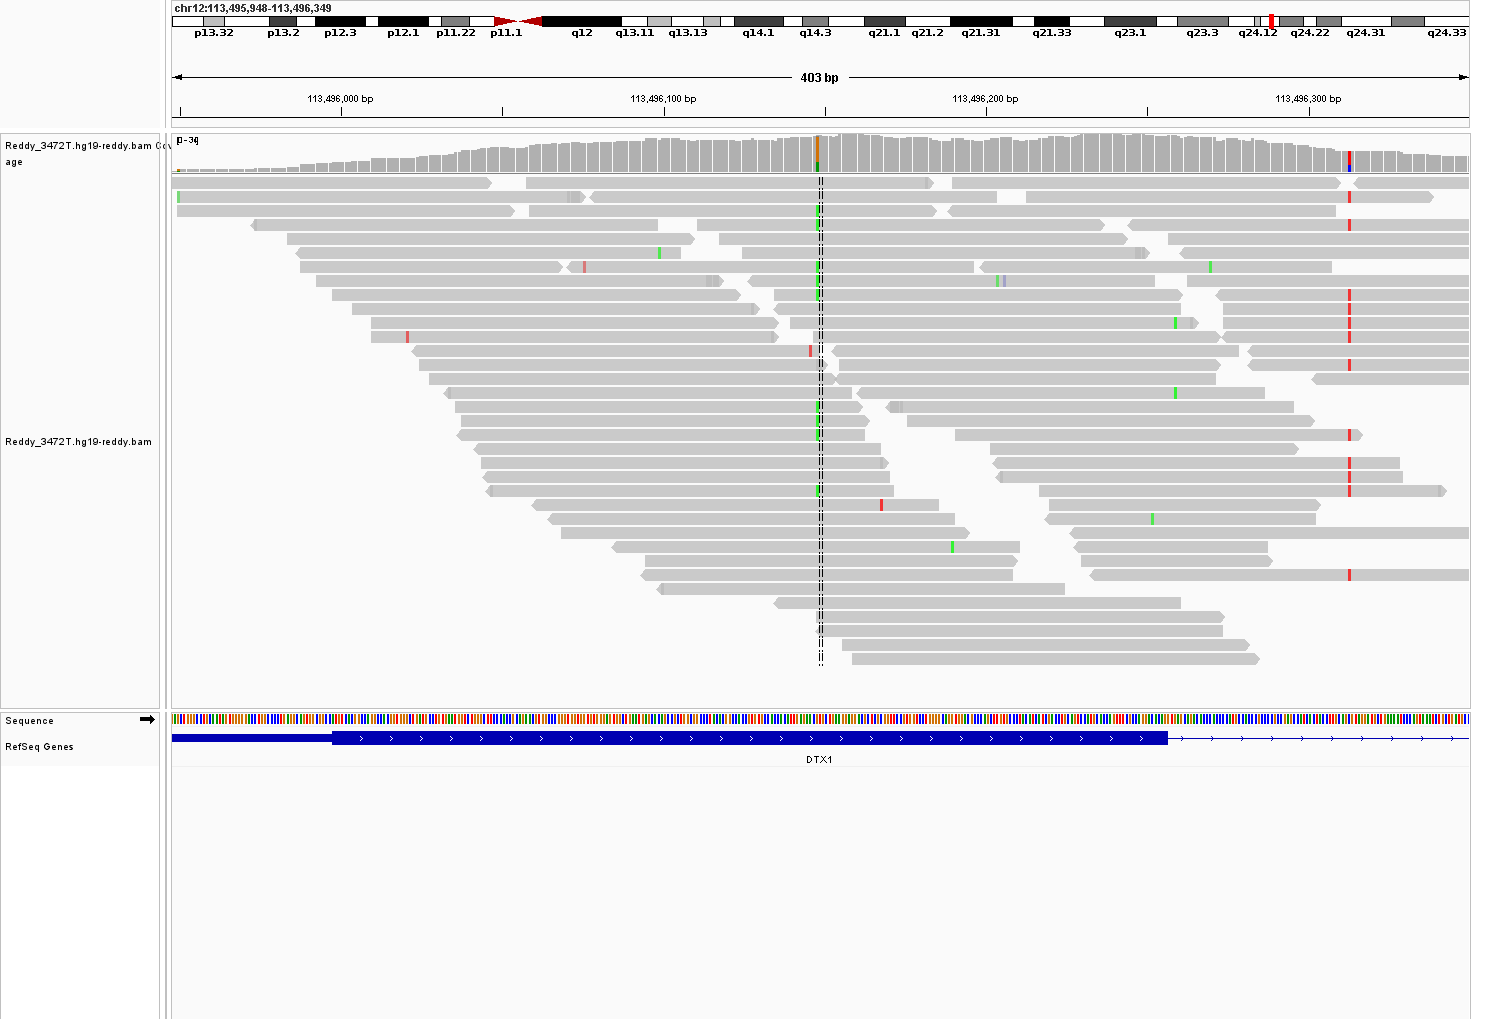 chr12:113,495,948-113,496,349
p13.32 p13.2 p12.3 p12.1 p11.22 p11.1 q12 q13.11 q13.13 q14.1 q14.3 q21.1 q21.2 q21.31 q21.33 q23.1 q23.3 q24.12 q24.22 q24.31 q24.33
403 bp
113,496,000 bp 113,496,100 bp 113,496,200 bp 113,496,300 bp
Reddy_3472T.hg19-reddy.bam Cov
age
Reddy_3472T.hg19-reddy.bam
Sequence
RefSeq Genes
DTX1